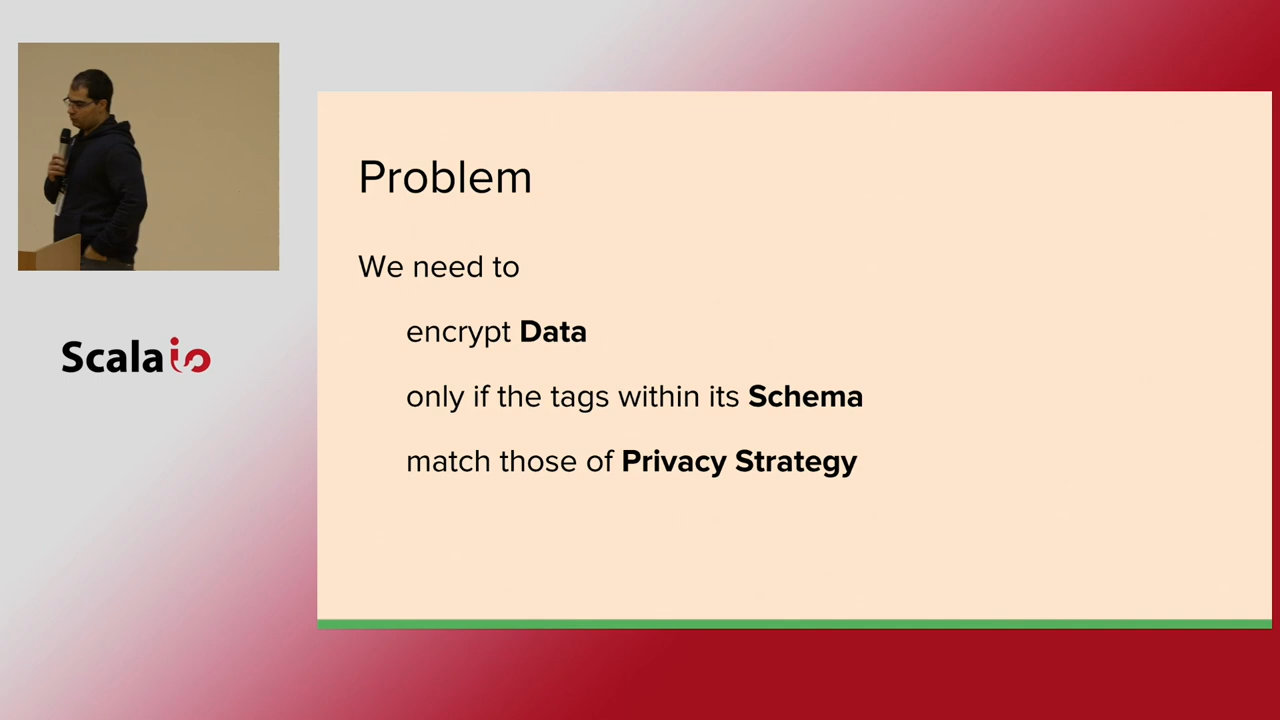 Problem
We need to
encrypt Data
only if the tags within its Schema
match those of Privacy Strategy
Scala io